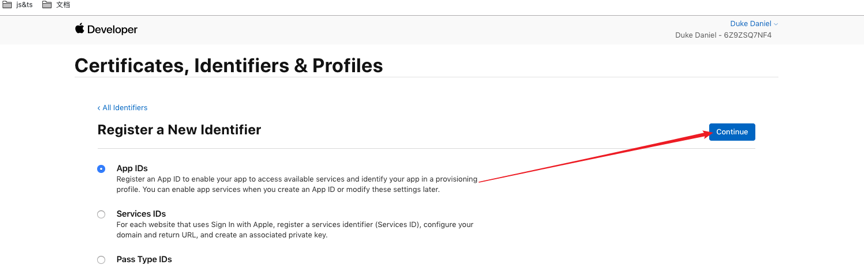 js&ts 文档
Developer
Duke Daniel
Duke Daniel - 6Z9ZSQ7NF4
Certificates, Identifiers & Profiles
‹ All Identifiers
Register a New Identifier
Continue
App IDs
Register an App ID to enable your app to access available services and identify your app in a provisioning
profile. You can enable app services when you create an App ID or modify these settings later.
Services IDs
For each website that uses Sign In with Apple, register a services identifier (Services ID), configure your
domain and return URL, and create an associated private key.
Pass Type IDs